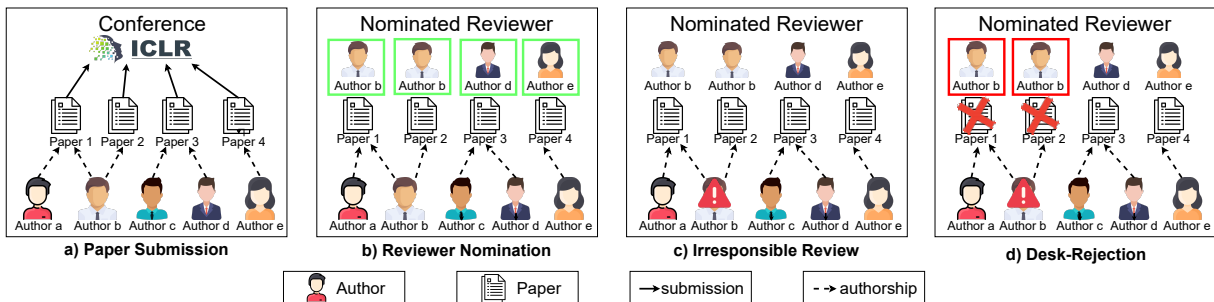 Conference
ICLR
Paper 1 Paper 2 Paper 3 Paper 4
Author a Author b Author c Author d Author e
a) Paper Submission
Nominated Reviewer
Author b Author b Author d Author e
Paper 1 Paper 2 Paper 3 Paper 4
Author a Author b Author c Author d Author e
b) Reviewer Nomination
Nominated Reviewer
Author b Author b Author d Author e
Paper 1 Paper 2 Paper 3 Paper 4
Author a Author b Author c Author d Author e
c) Irresponsible Review
Nominated Reviewer
Author b Author b Author d Author e
Paper 1 Paper 2 Paper 3 Paper 4
Author a Author b Author c Author d Author e
d) Desk-Rejection
Author Paper submission authorship